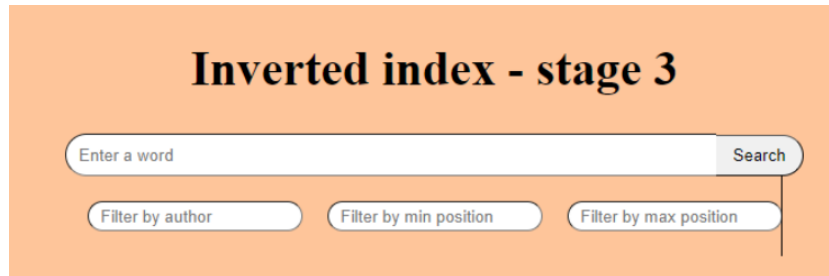 Inverted index - stage 3
Enter a word Search
Filter by author Filter by min position Filter by max position